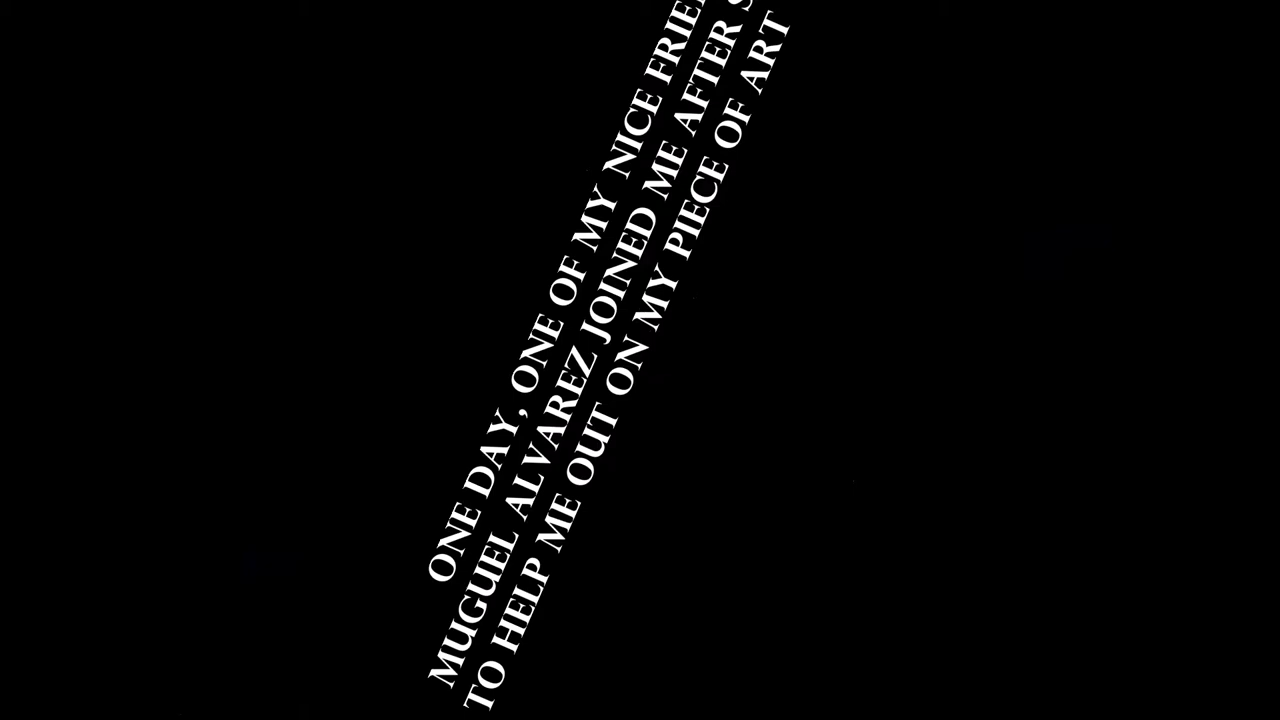 ONE DAY, ONE OF MY NICE
MUGUEL ALVAREZ JOINED ME AFTER
TO HELP ME OUT ON MY PIECE OF ART